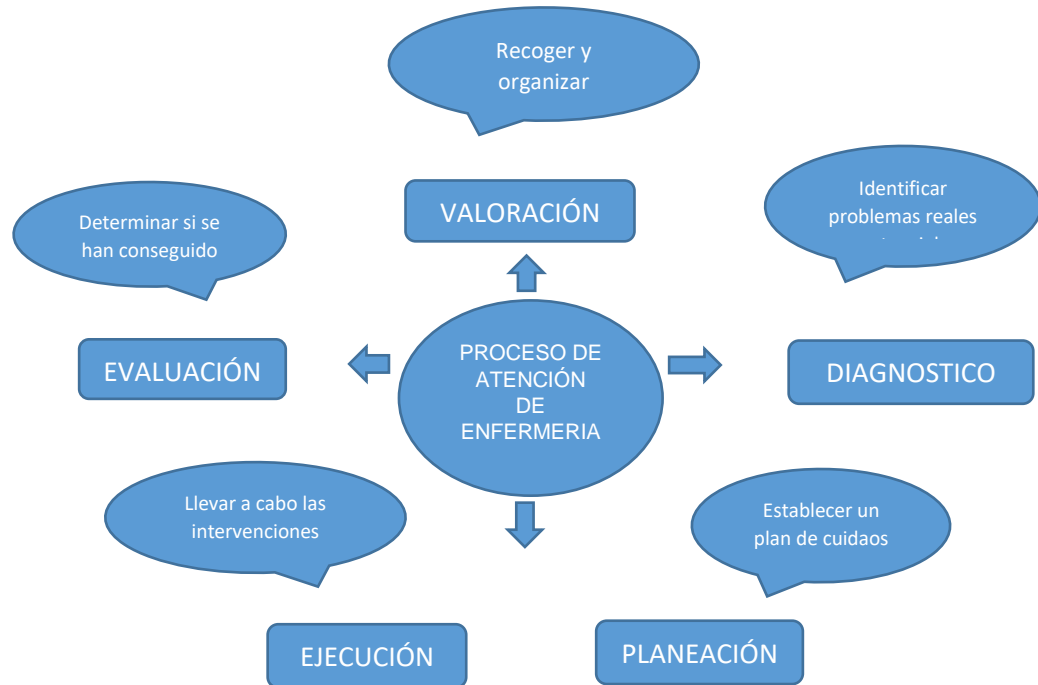 Recoger y
organizar
VALORACIÓN
Identificar
problemas reales
Determinar si se
han conseguido
EVALUACIÓN
PROCESO DE
ATENCIÓN
DE
ENFERMERIA
DIAGNOSTICO
Llevar a cabo las
intervenciones
Establecer un
plan de cuidaos
EJECUCIÓN
PLANEACIÓN